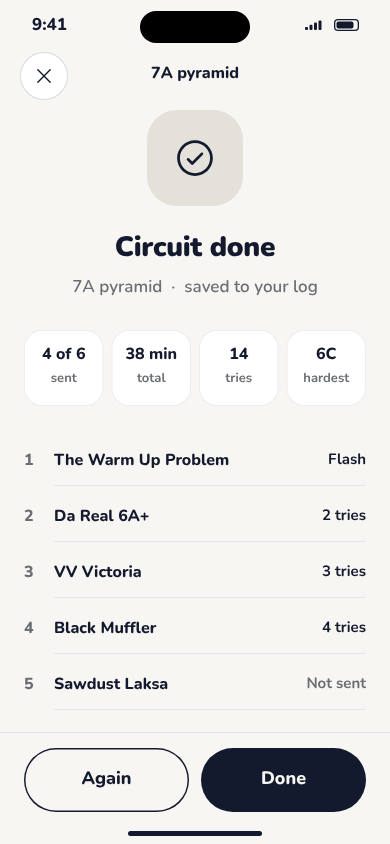 9:41
7A pyramid
Circuit done
7A pyramid · saved to your log
4 of 6
sent
38 min
total
14
tries
6C
hardest
1 The Warm Up Problem Flash
2 Da Real 6A+ 2 tries
3 VV Victoria 3 tries
4 Black Muffler 4 tries
5 Sawdust Laksa Not sent
Again
Done